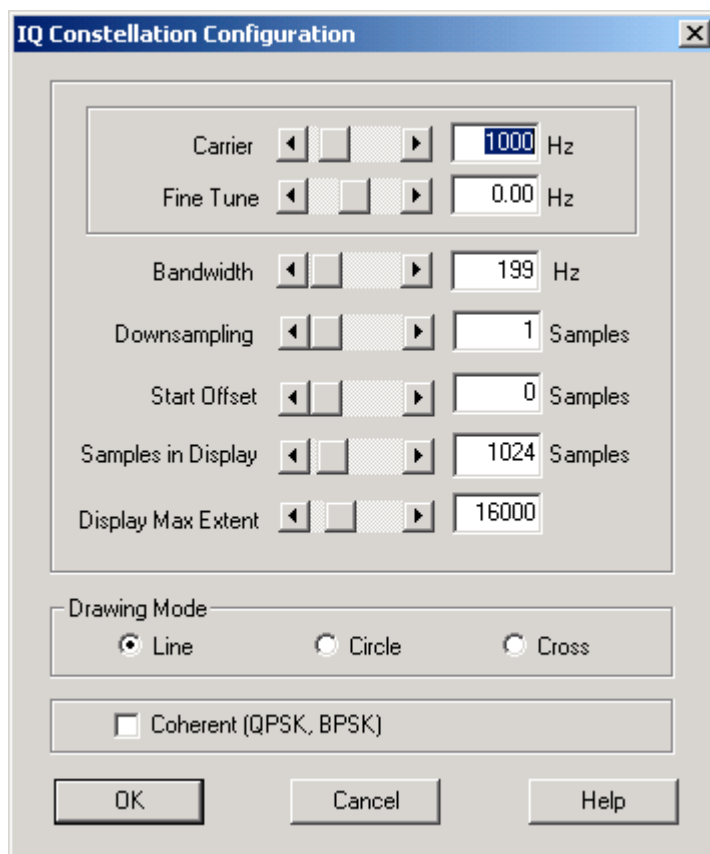 IQ Constellation Configuration
Carrier 1000 Hz
Fine Tune 0.00 Hz
Bandwidth 199 Hz
Downsampling 1 Samples
Start Offset 0 Samples
Samples in Display 1024 Samples
Display Max Extent 16000
Drawing Mode
Line Circle Cross
Coherent (QPSK, BPSK)
OK Cancel Help